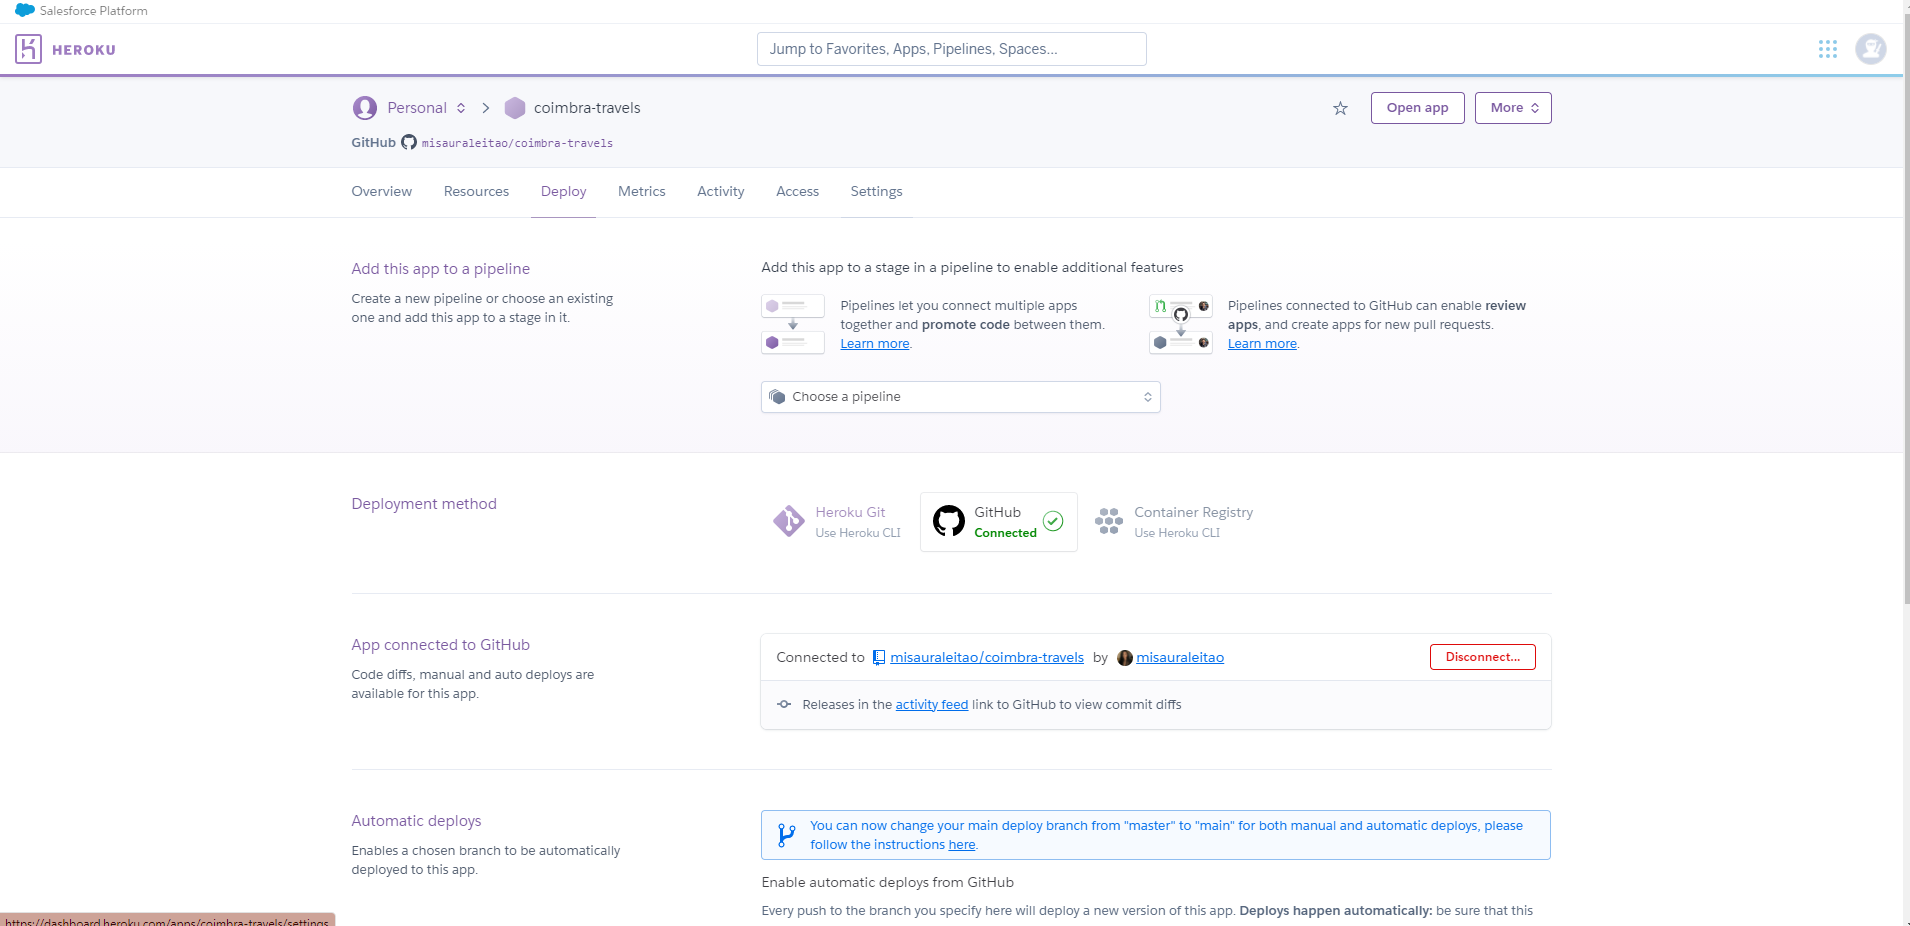 Salesforce Platform
HEROKU
Jump to Favorites, Apps, Pipelines, Spaces...
Personal
coimbra-travels
Open app
More
GitHub misauraleitao/coimbra-travels
Overview
Resources
Deploy
Metrics
Activity
Access
Settings
Add this app to a pipeline
Create a new pipeline or choose an existing
one and add this app to a stage in it.
Add this app to a stage in a pipeline to enable additional features
Pipelines let you connect multiple apps
together and promote code between them.
Learn more.
Pipelines connected to GitHub can enable review
apps, and create apps for new pull requests.
Learn more.
Choose a pipeline
Deployment method
Heroku Git
Use Heroku CLI
GitHub
Connected
Container Registry
Use Heroku CLI
App connected to GitHub
Code diffs, manual and auto deploys are
available for this app.
Connected to misauraleitao/coimbra-travels by misauraleitao
Disconnect...
Releases in the activity feed link to GitHub to view commit diffs
Automatic deploys
Enables a chosen branch to be automatically
deployed to this app.
You can now change your main deploy branch from "master" to "main" for both manual and automatic deploys, please
follow the instructions here.
Enable automatic deploys from GitHub
Every push to the branch you specify here will deploy a new version of this app. Deploys happen automatically: be sure that this
https://dashboard.heroku.com/apps/coimbra-travels/settings